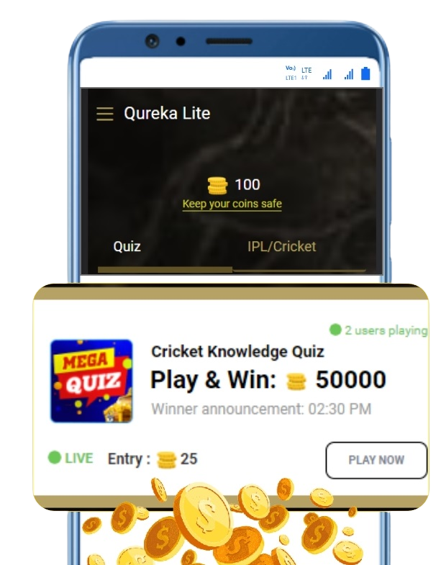 Vo) LTE
LTE1
Qureka Lite
100
Keep your coins safe
Quiz IPL/Cricket
2 users playing
MEGA
QUIZ
Cricket Knowledge Quiz
Play & Win: 50000
Winner announcement: 02:30 PM
LIVE Entry : 25
PLAY NOW